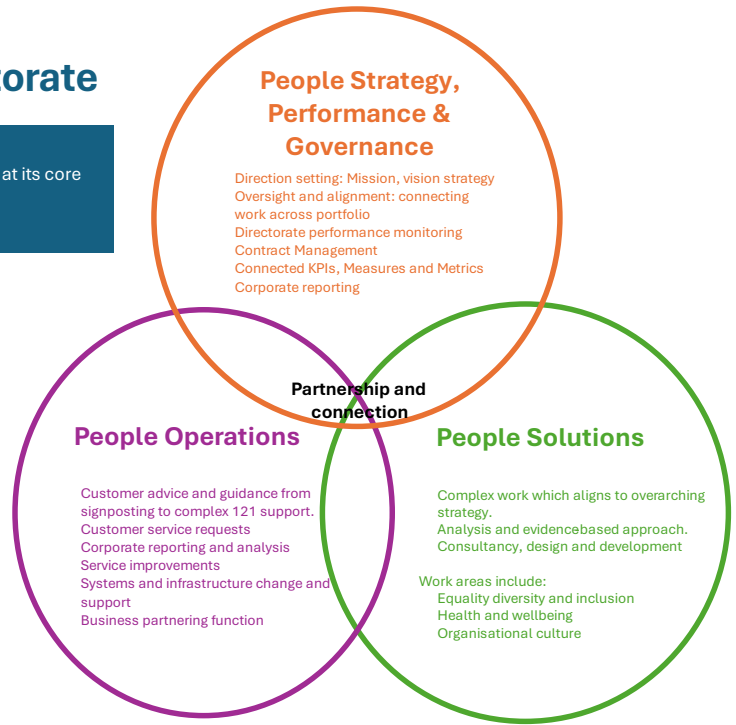 orate
at its core
People Strategy,
Performance &
Governance
Direction setting: Mission, vision strategy
Oversight and alignment: connecting
work across portfolio
Directorate performance monitoring
Contract Management
Connected KPIs, Measures and Metrics
Corporate reporting
Partnership and
connection
People Operations
Customer advice and guidance from
signposting to complex 121 support.
Customer service requests
Corporate reporting and analysis
Service improvements
Systems and infrastructure change and
support
Business partnering function
People Solutions
Complex work which aligns to overarching
strategy.
Analysis and evidence-based approach.
Consultancy, design and development
Work areas include:
Equality diversity and inclusion
Health and wellbeing
Organisational culture